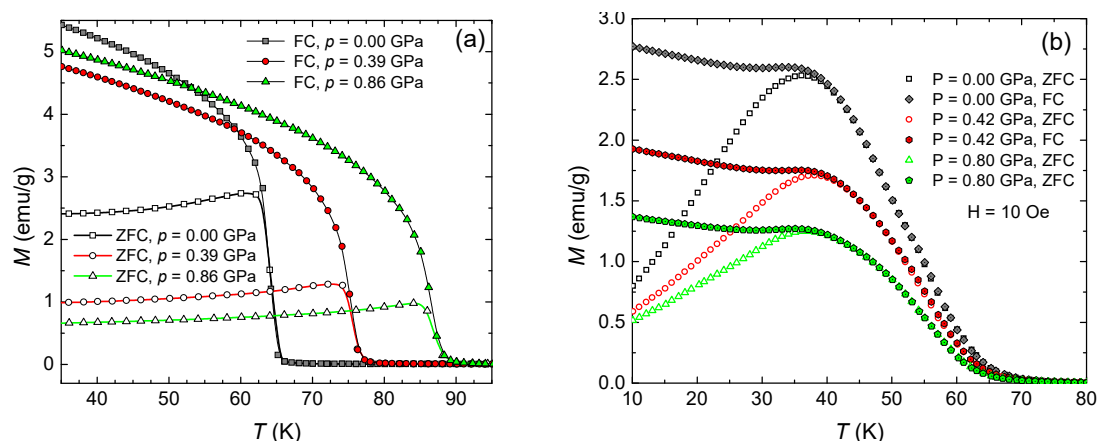 (a)
FC, p = 0.00 GPa
FC, p = 0.39 GPa
FC, p = 0.86 GPa
ZFC, p = 0.00 GPa
ZFC, p = 0.39 GPa
ZFC, p = 0.86 GPa
M (emu/g)
5
4
3
2
1
0
40 50 60 70 80 90
T (K)
(b)
P = 0.00 GPa, ZFC
P = 0.00 GPa, FC
P = 0.42 GPa, ZFC
P = 0.42 GPa, FC
P = 0.80 GPa, ZFC
P = 0.80 GPa, ZFC
H = 10 Oe
M (emu/g)
3.0
2.5
2.0
1.5
1.0
0.5
0.0
10 20 30 40 50 60 70 80
T (K)